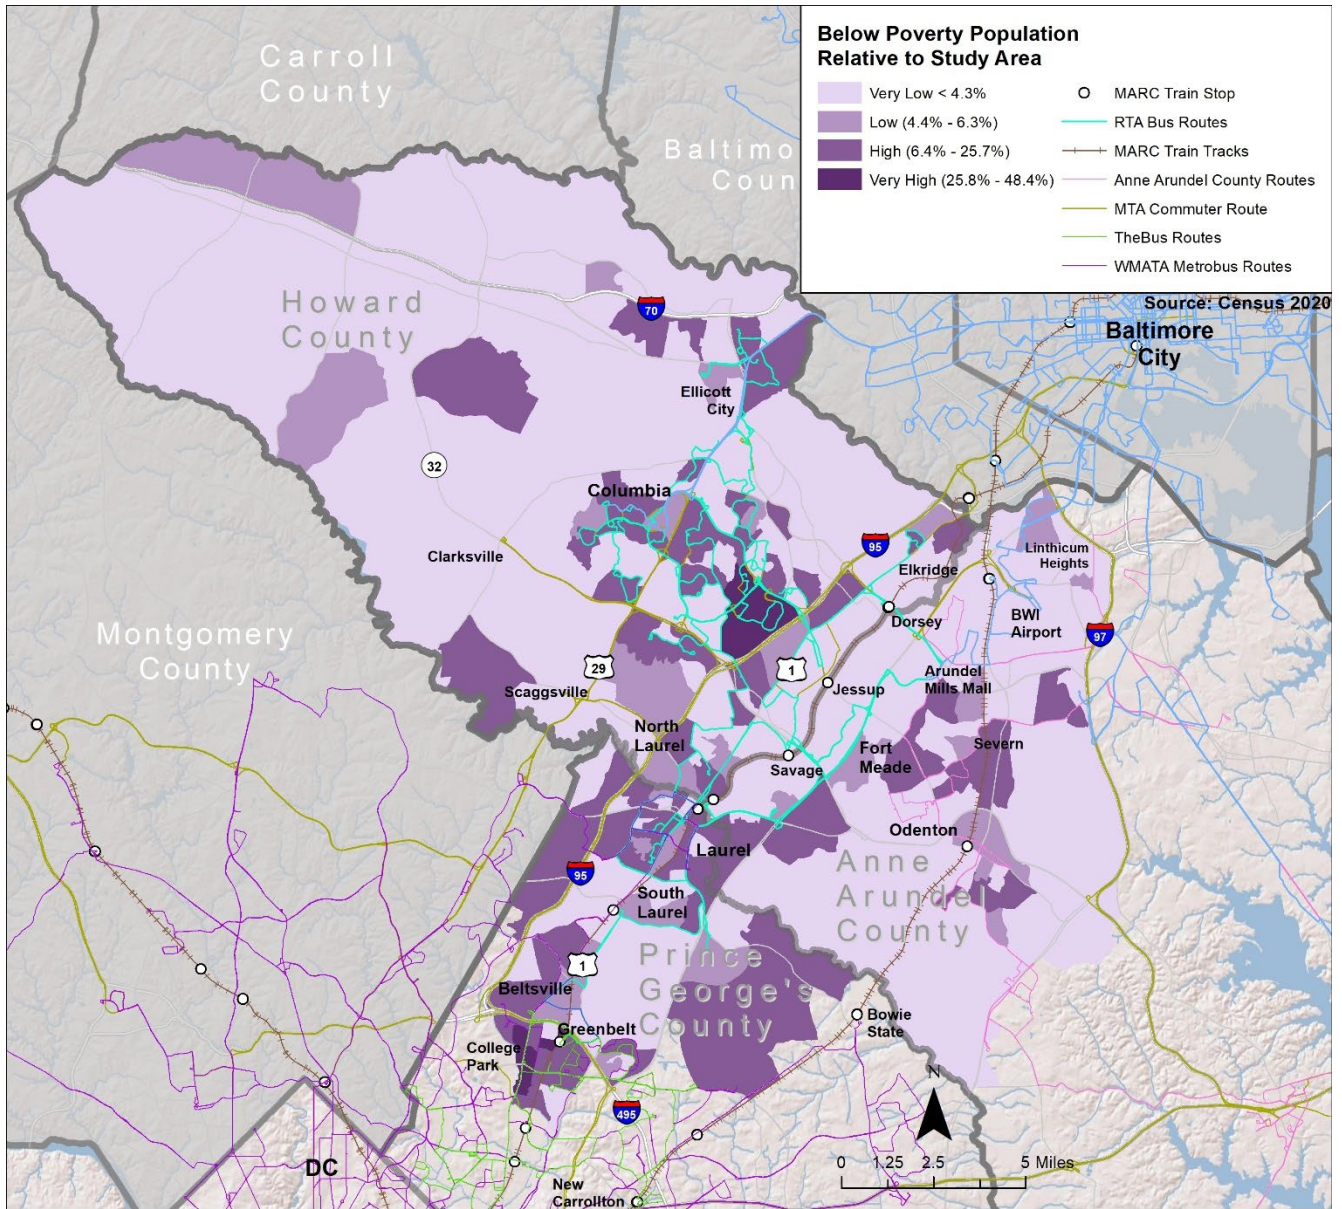 Below Poverty Population
Relative to Study Area
Very Low < 4.3%
Low (4.4% - 6.3%)
High (6.4% - 25.7%)
Very High (25.8% - 48.4%)
MARC Train Stop
RTA Bus Routes
MARC Train Tracks
Anne Arundel County Routes
MTA Commuter Route
TheBus Routes
WMATA Metrobus Routes
Source: Census 2020
Carroll
County
Baltimo
Coun
Howard
County
70
Baltimore
City
Ellicott
City
32
Columbia
Clarksville
95
Elkridge
Linthicum
Heights
Dorsey
BWI
Airport
97
Montgomery
County
29
1
Scaggsville
Jessup
Arundel
Mills Mall
North
Laurel
Savage
Fort
Meade
Severn
Laurel
Odenton
95
South
Laurel
Anne
Arundel
County
1
Beltsville
Prince
George's
County
Greenbelt
College
Park
Bowie
State
495
N
DC
New
Carrollton
0 1.25 2.5 5 Miles